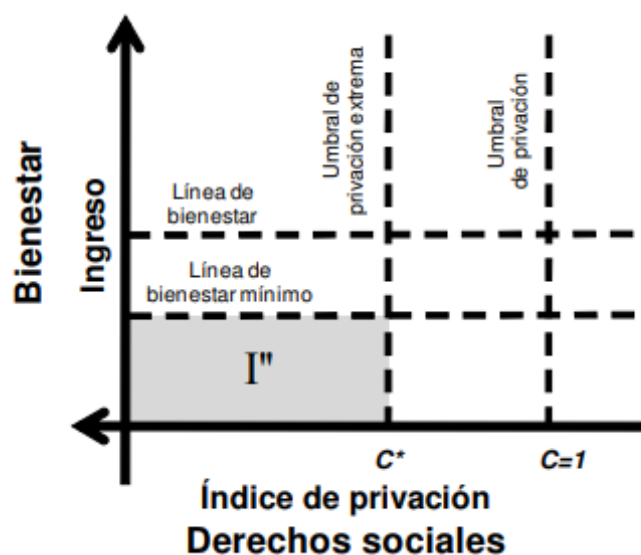 Bienestar
Ingreso
Línea de
bienestar
Línea de
bienestar mínimo
Umbral de
privación extrema
Umbral
de privación
I"
C*
C=1
Índice de privación
Derechos sociales